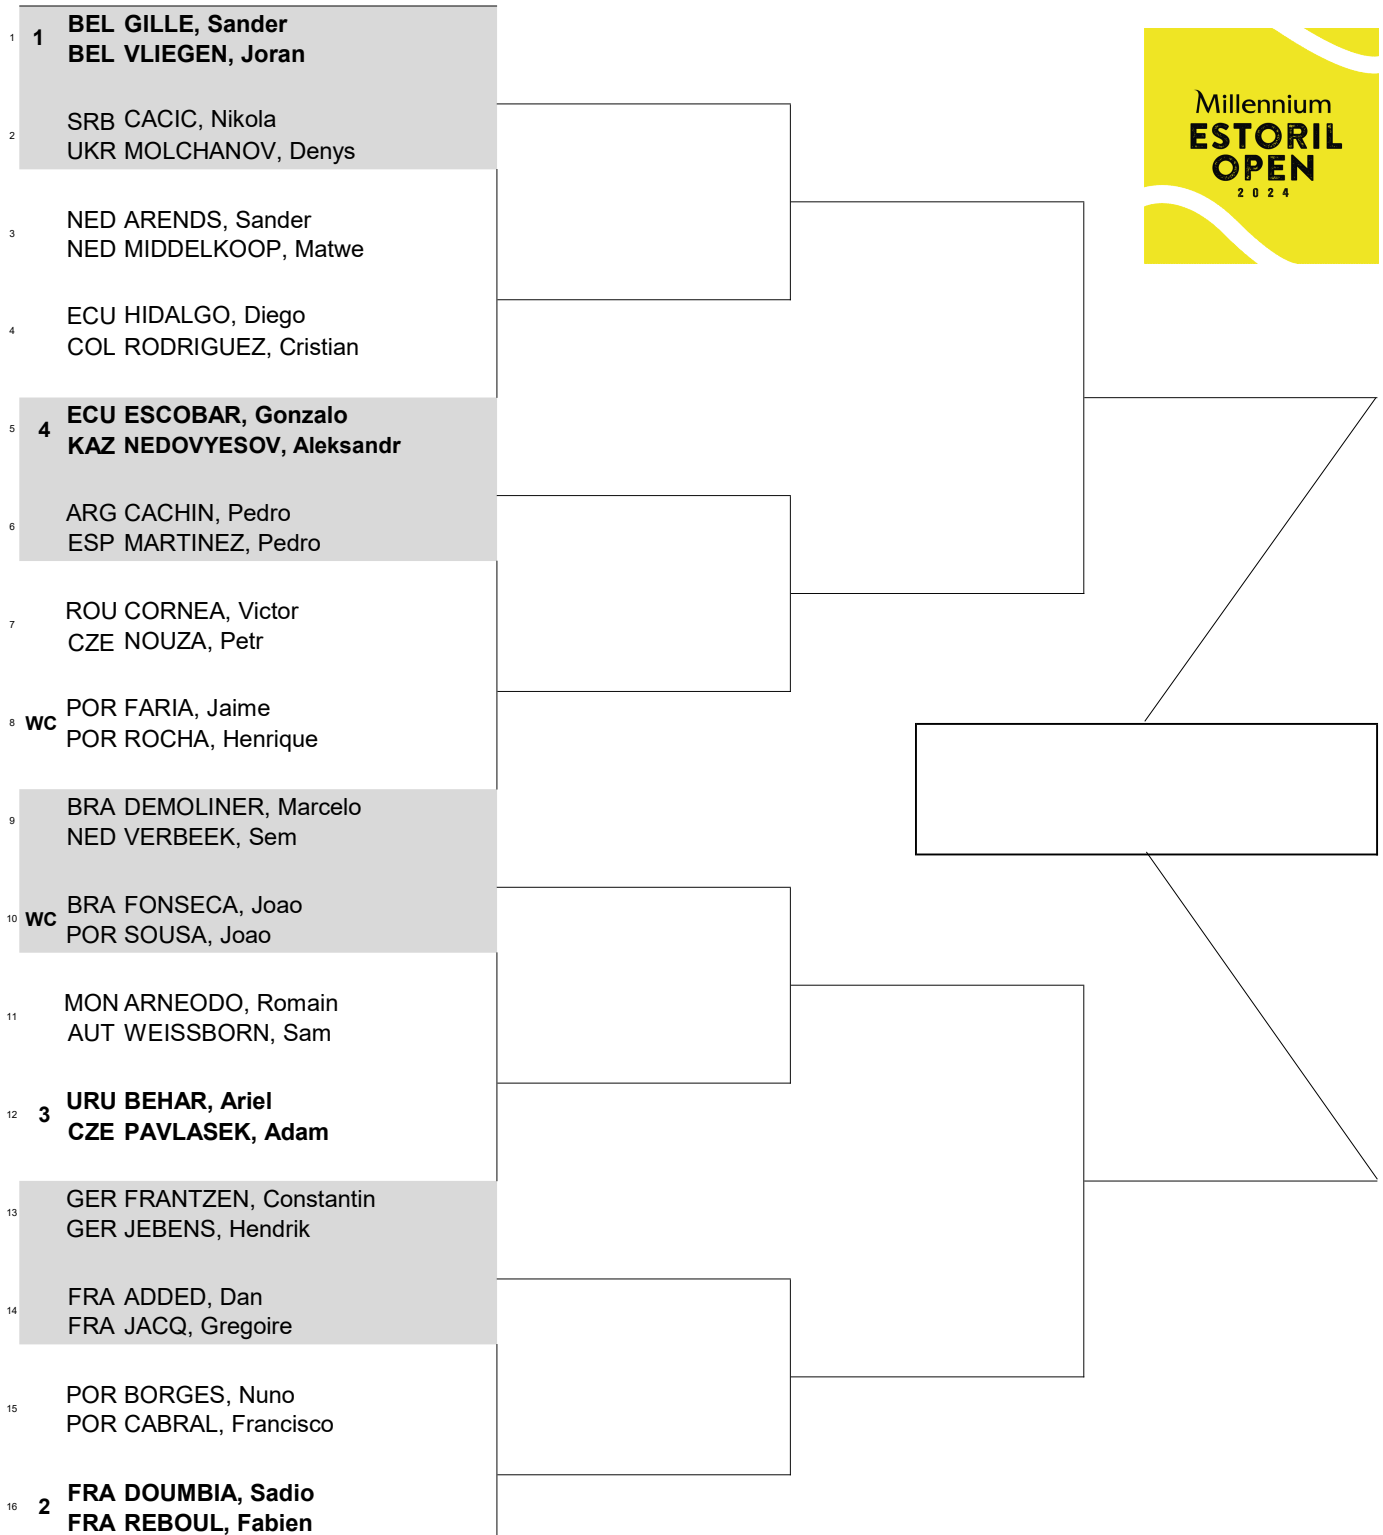 1 1 BEL GILLE, Sander
BEL VLIEGEN, Joran
2 SRB CACIC, Nikola
UKR MOLCHANOV, Denys
3 NED ARENDS, Sander
NED MIDDELKOOP, Matwe
4 ECU HIDALGO, Diego
COL RODRIGUEZ, Cristian
5 4 ECU ESCOBAR, Gonzalo
KAZ NEDOVYESOV, Aleksandr
6 ARG CACHIN, Pedro
ESP MARTINEZ, Pedro
7 ROU CORNEA, Victor
CZE NOUZA, Petr
8 WC POR FARIA, Jaime
POR ROCHA, Henrique
9 BRA DEMOLINER, Marcelo
NED VERBEEK, Sem
10 WC BRA FONSECA, Joao
POR SOUSA, Joao
11 MON ARNEODO, Romain
AUT WEISSBORN, Sam
12 3 URU BEHAR, Ariel
CZE PAVLASEK, Adam
13 GER FRANTZEN, Constantin
GER JEBENS, Hendrik
14 FRA ADDED, Dan
FRA JACQ, Gregoire
15 POR BORGES, Nuno
POR CABRAL, Francisco
16 2 FRA DOUMBIA, Sadio
FRA REBOUL, Fabien
Millennium
ESTORIL
OPEN
2024